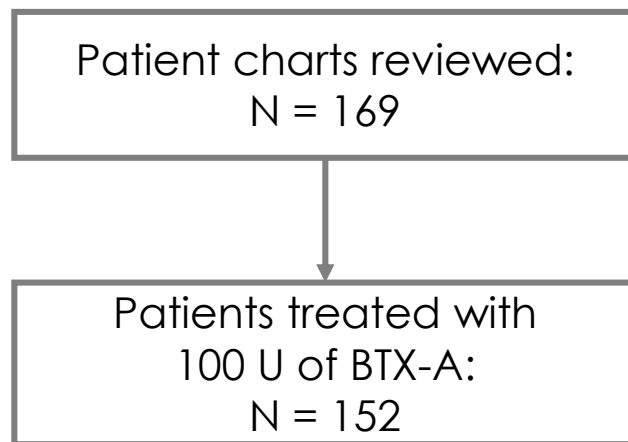 Patient charts reviewed:
N = 169
Patients treated with
100 U of BTX-A:
N = 152